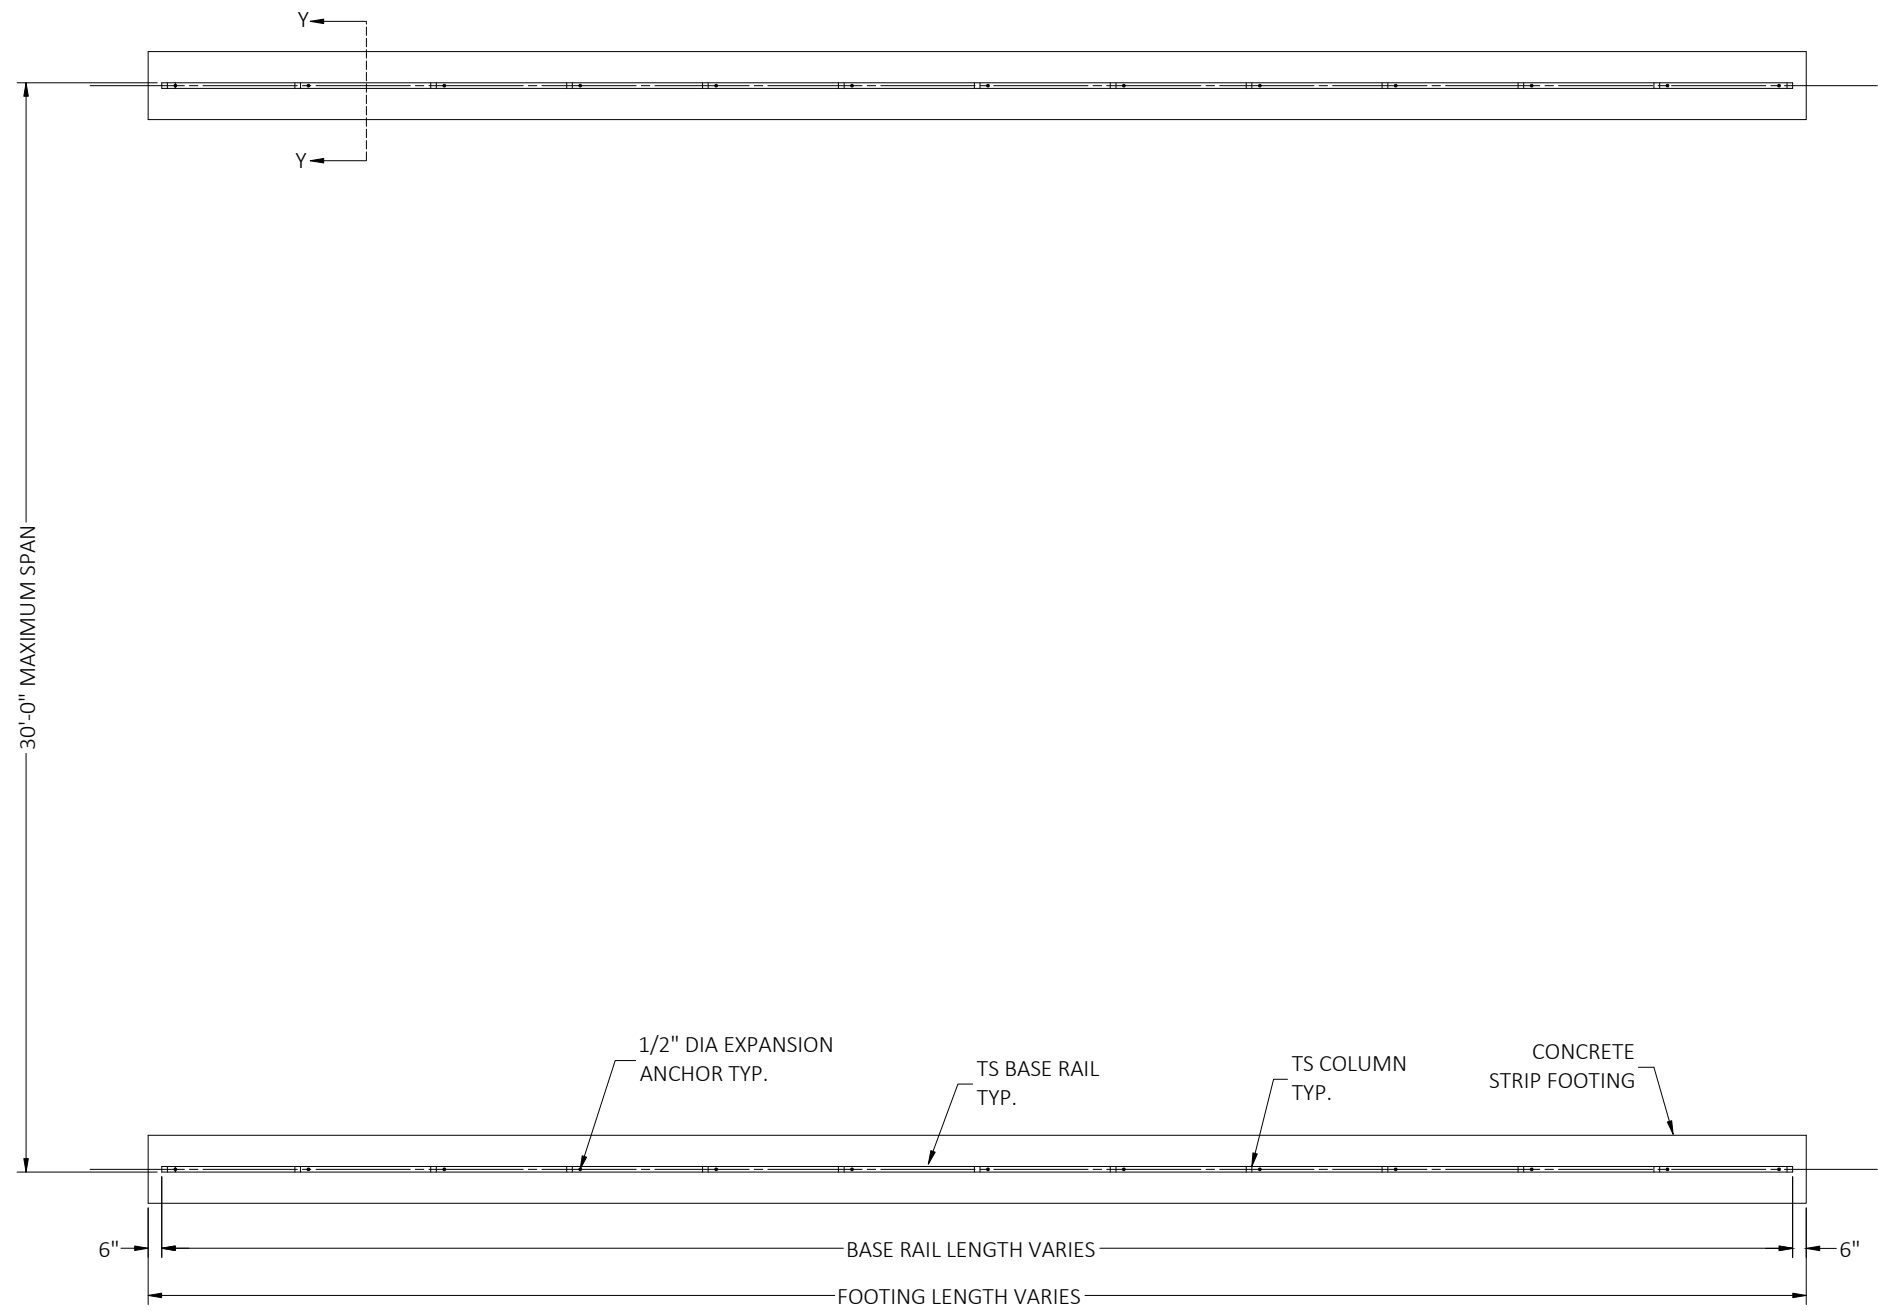 Y
Y
30'-0" MAXIMUM SPAN
1/2" DIA EXPANSION
ANCHOR TYP.
TS BASE RAIL
TYP.
TS COLUMN
TYP.
CONCRETE
STRIP FOOTING
6"
BASE RAIL LENGTH VARIES
6"
FOOTING LENGTH VARIES